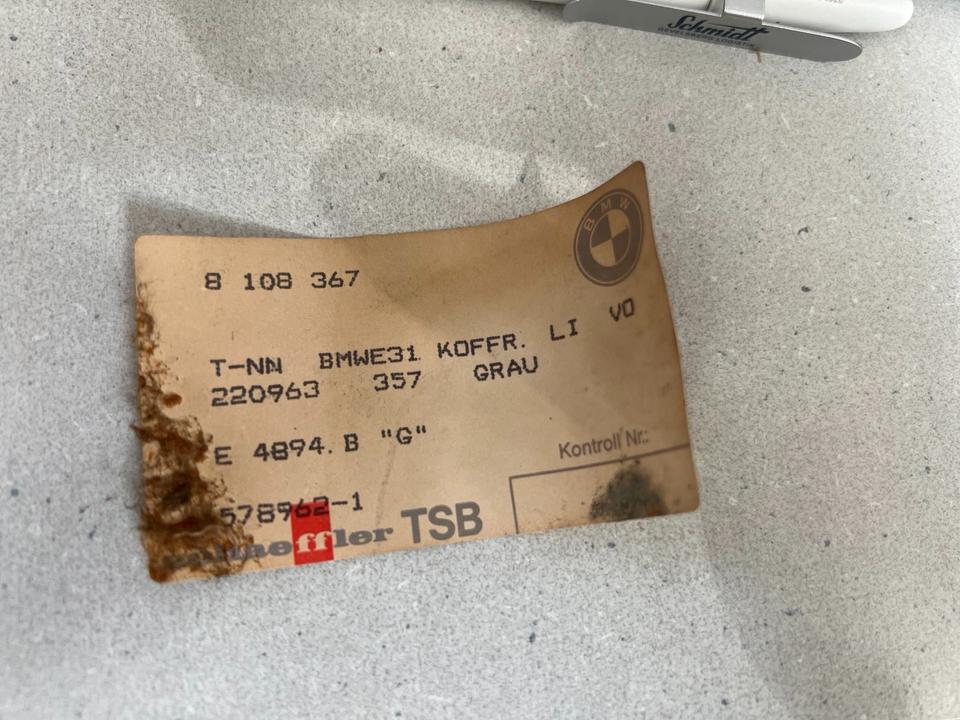 Schmidt
BMW
8 108 367
T-NN BMWE31 KOFFR. LI VO
220963 357 GRAU
E 4894.B "G"
Kontroll Nr.:
578962-1
TSB